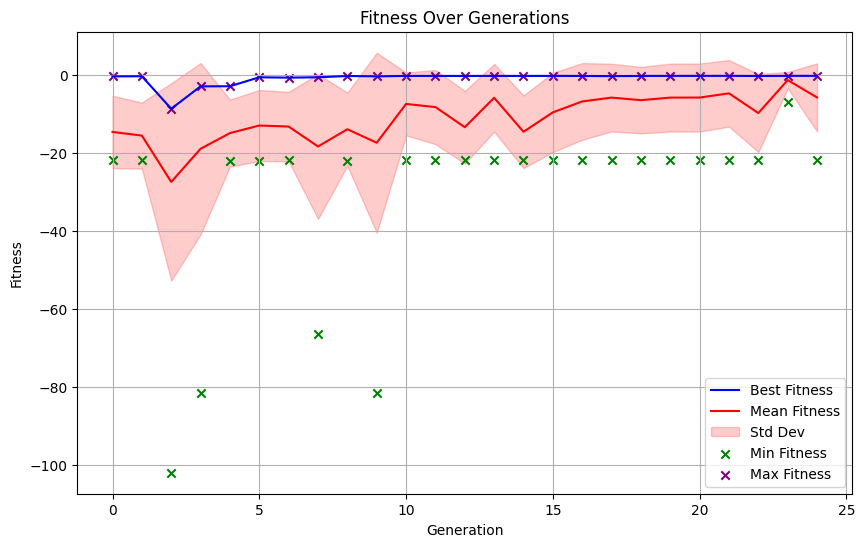 Fitness Over Generations
Fitness
0
−20
−40
−60
−80
−100
0
5
10
15
20
25
Generation
Best Fitness
Mean Fitness
Std Dev
Min Fitness
Max Fitness